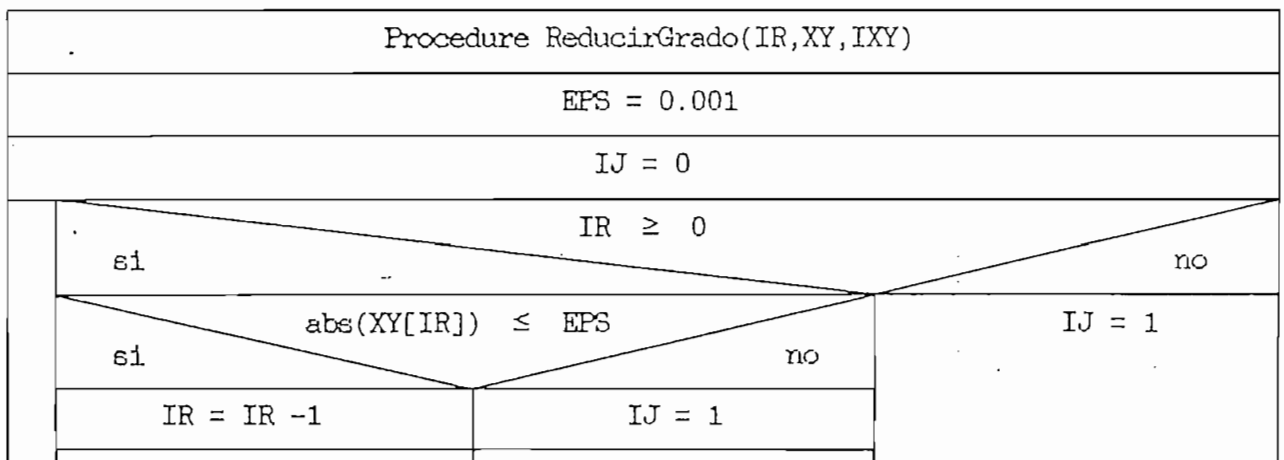 Procedure ReducirGrado(IR,XY,IXY)
EPS = 0.001
IJ = 0
IR ≥ 0
si
no
abs(XY[IR]) ≤ EPS
IJ = 1
si
no
IR = IR -1
IJ = 1